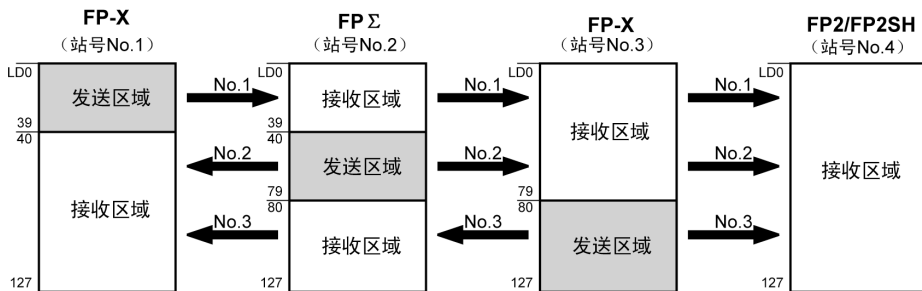 FP-X
（站号No.1）
LD0
发送区域
39
40
接收区域
127
No.1
No.2
No.3
FPΣ
（站号No.2）
LD0
接收区域
39
40
发送区域
79
80
接收区域
127
No.1
No.2
No.3
FP-X
（站号No.3）
LD0
接收区域
79
80
发送区域
127
No.1
No.2
No.3
FP2/FP2SH
（站号No.4）
LD0
接收区域
127